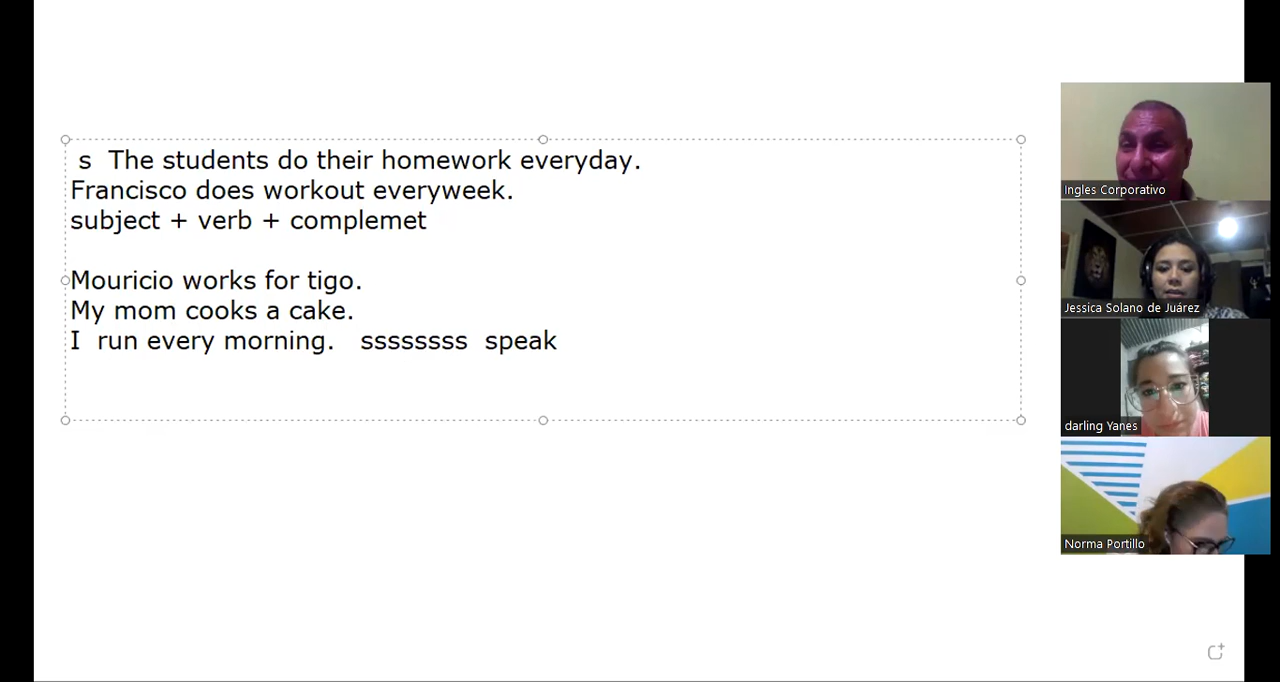 s The students do their homework everyday.
Francisco does workout everyweek.
subject + verb + complemet
Mouricio works for tigo.
My mom cooks a cake.
I run every morning. ssssssss speak
Ingles Corporativo
Jessica Solano de Juárez
darling Yanes
Norma Portillo